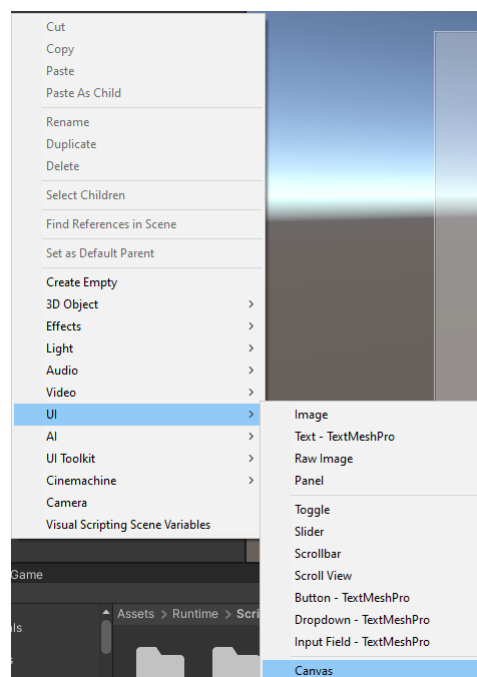 Cut
Copy
Paste
Paste As Child
Rename
Duplicate
Delete
Select Children
Find References in Scene
Set as Default Parent
Create Empty
3D Object
Effects
Light
Audio
Video
UI
AI
UI Toolkit
Cinemachine
Camera
Visual Scripting Scene Variables
Image
Text - TextMeshPro
Raw Image
Panel
Toggle
Slider
Scrollbar
Scroll View
Button - TextMeshPro
Dropdown - TextMeshPro
Input Field - TextMeshPro
Canvas
Game
Assets > Runtime > Scri
ls